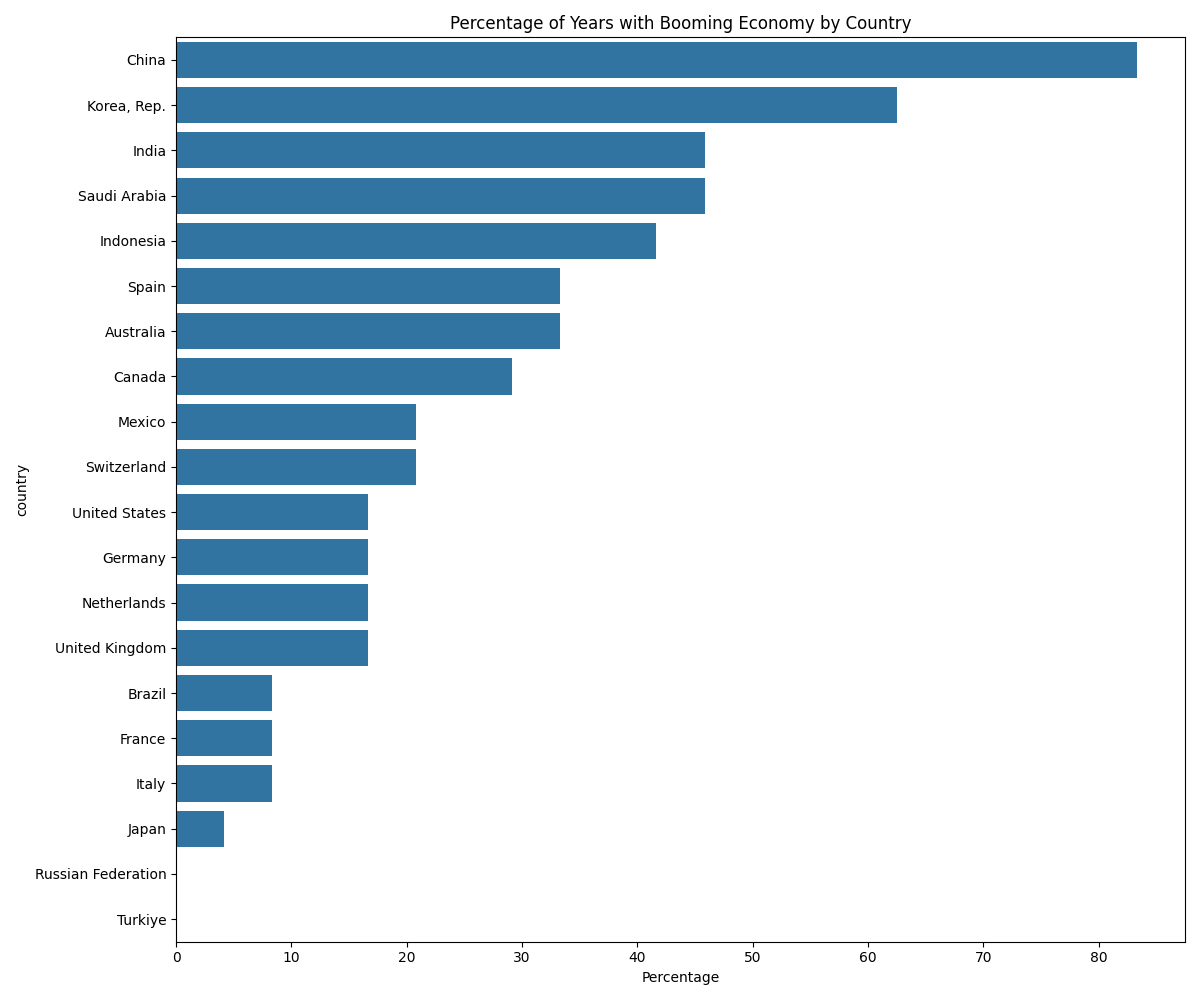 Percentage of Years with Booming Economy by Country
China
Korea, Rep.
India
Saudi Arabia
Indonesia
Spain
Australia
Canada
Mexico
Switzerland
United States
Germany
Netherlands
United Kingdom
Brazil
France
Italy
Japan
Russian Federation
Turkiye
country
0 10 20 30 40 50 60 70 80
Percentage